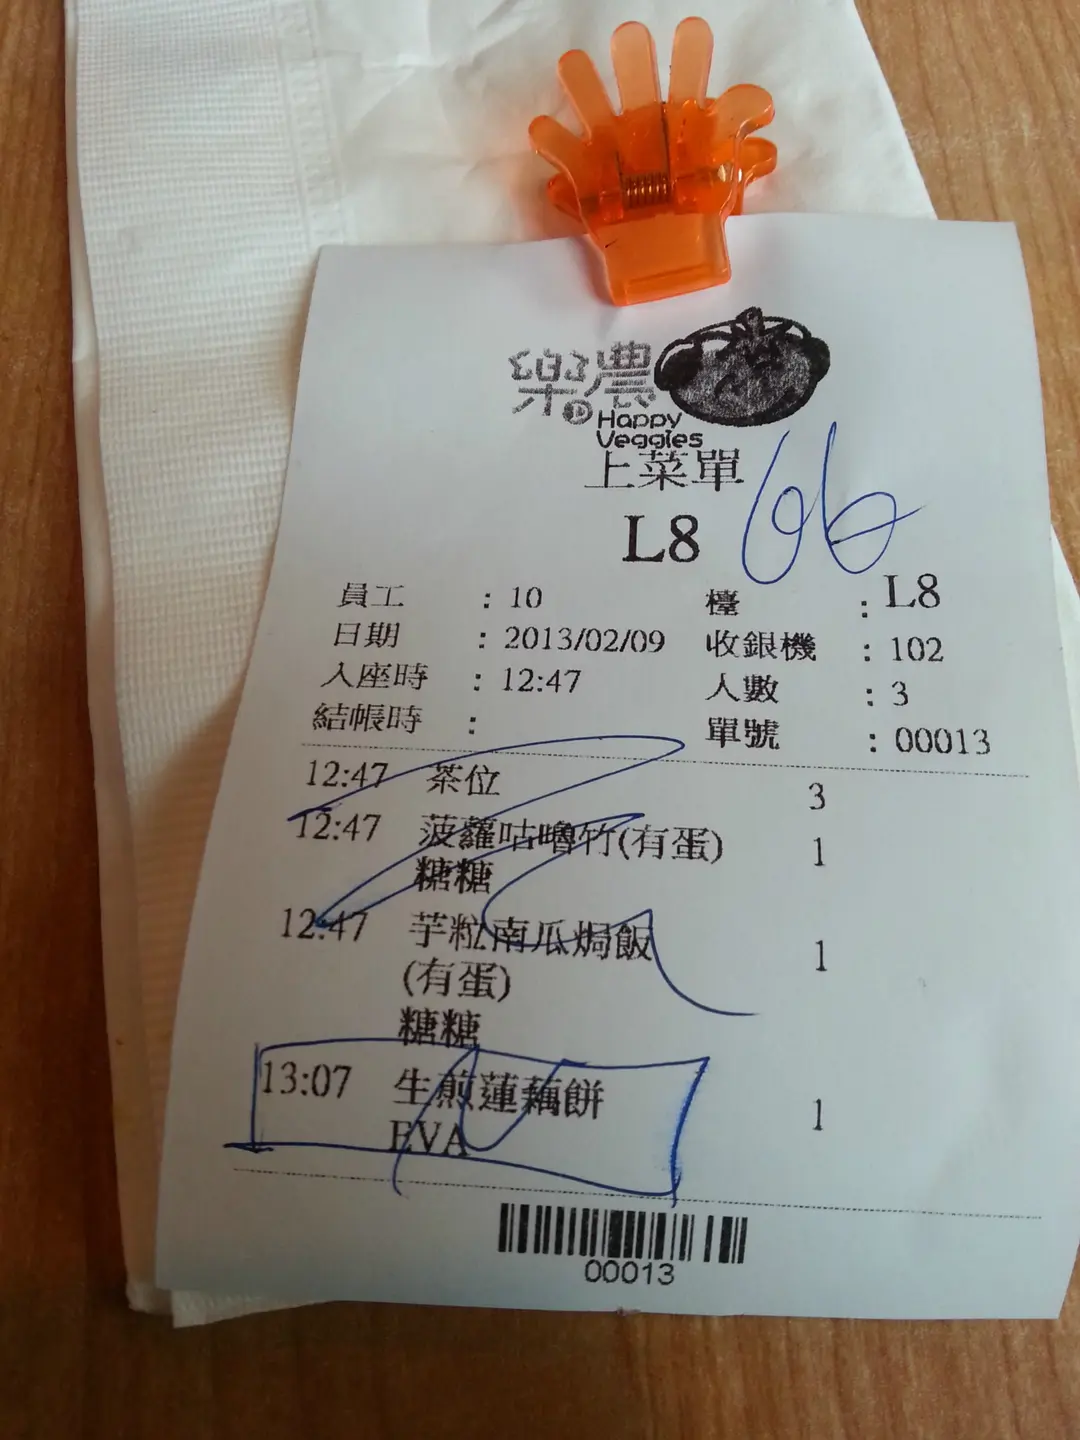 樂農
Happy
Veggies
上菜單
L8
員工 : 10 檯 : L8
日期 : 2013/02/09 收銀機 : 102
入座時 : 12:47 人數 : 3
結帳時 : 單號 : 00013
12:47 茶位 3
12:47 菠蘿咕嚕竹(有蛋) 1
糖糖
12:47 芋粒南瓜焗飯 1
(有蛋)
糖糖
13:07 生煎蓮藕餅 1
EVA
00013